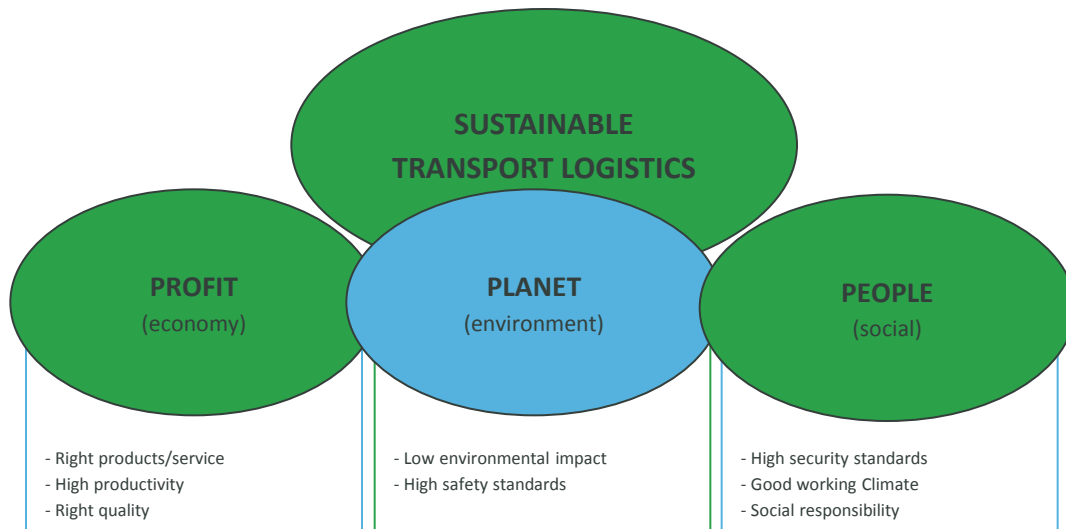 SUSTAINABLE
TRANSPORT LOGISTICS
PROFIT
(economy)
PLANET
(environment)
PEOPLE
(social)
- Right products/service
- High productivity
- Right quality
- Low environmental impact
- High safety standards
- High security standards
- Good working Climate
- Social responsibility